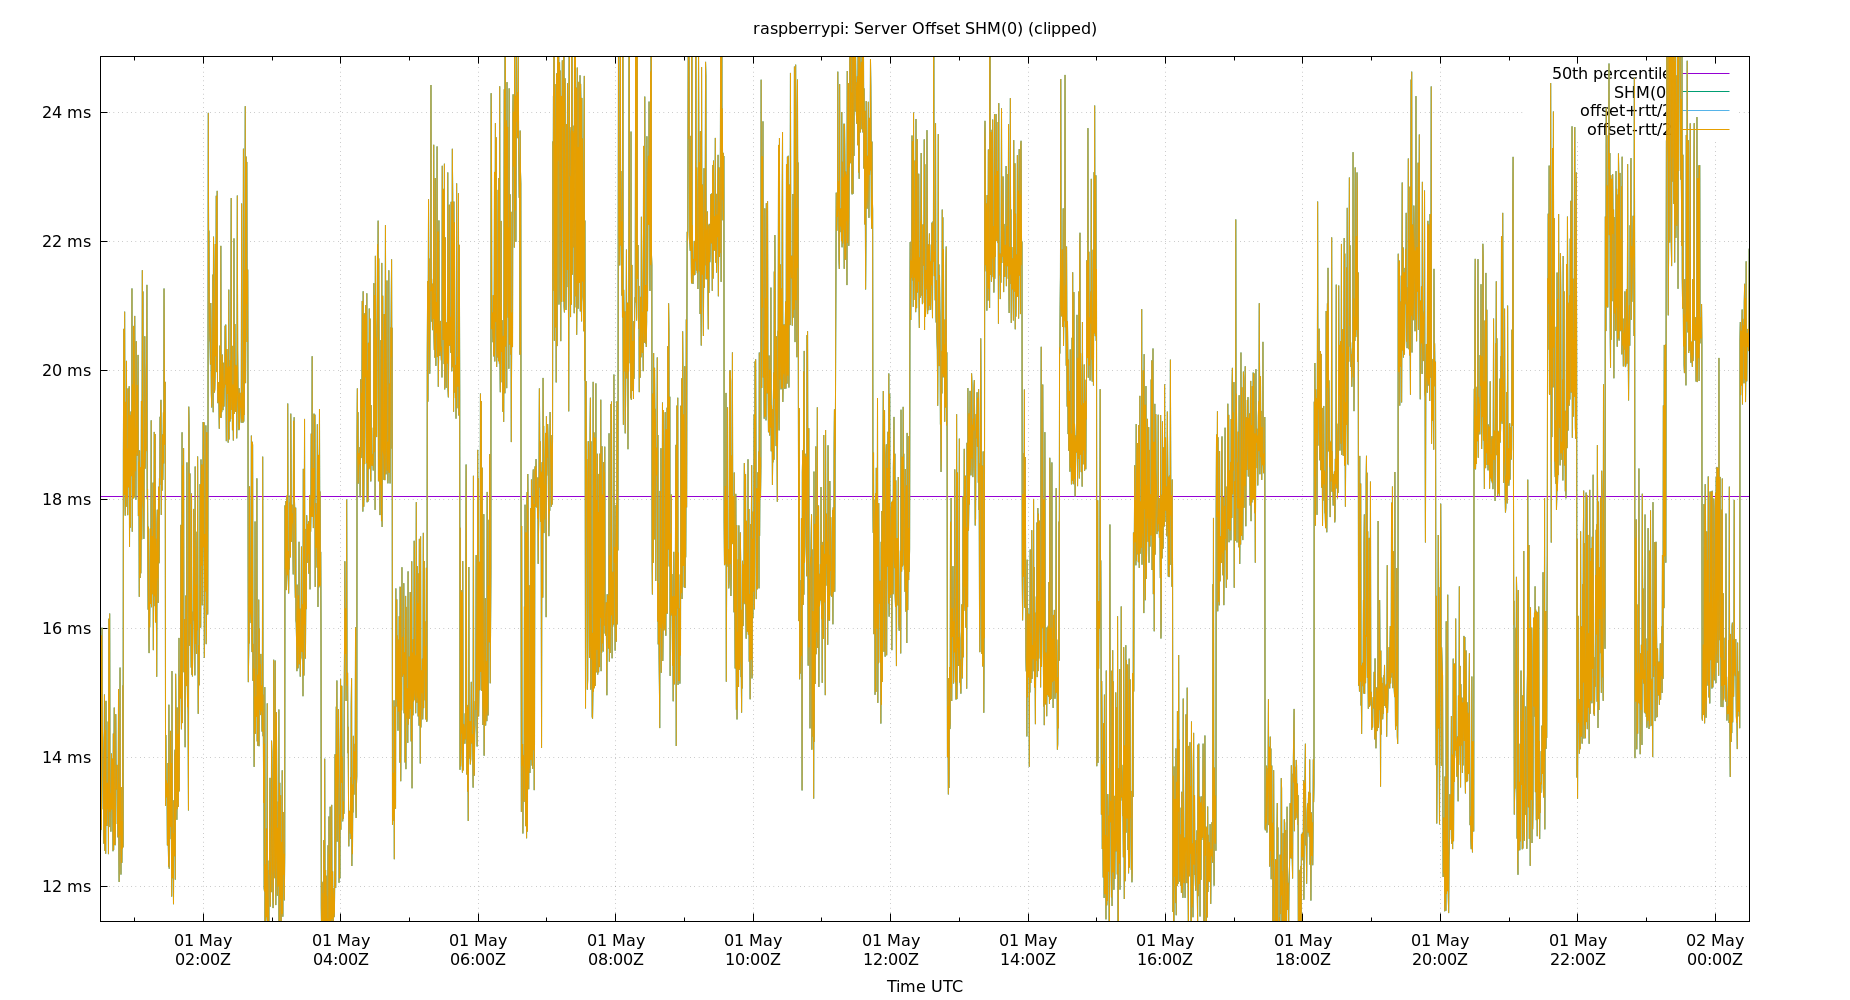 raspberrypi: Server Offset SHM(0) (clipped)
50th percentile
SHM(0)
offset+rtt/2
offset-rtt/2
24 ms
22 ms
20 ms
18 ms
16 ms
14 ms
12 ms
01 May 01 May 01 May 01 May 01 May 01 May 01 May 01 May 01 May 01 May 01 May 02 May
02:00Z 04:00Z 06:00Z 08:00Z 10:00Z 12:00Z 14:00Z 16:00Z 18:00Z 20:00Z 22:00Z 00:00Z
Time UTC